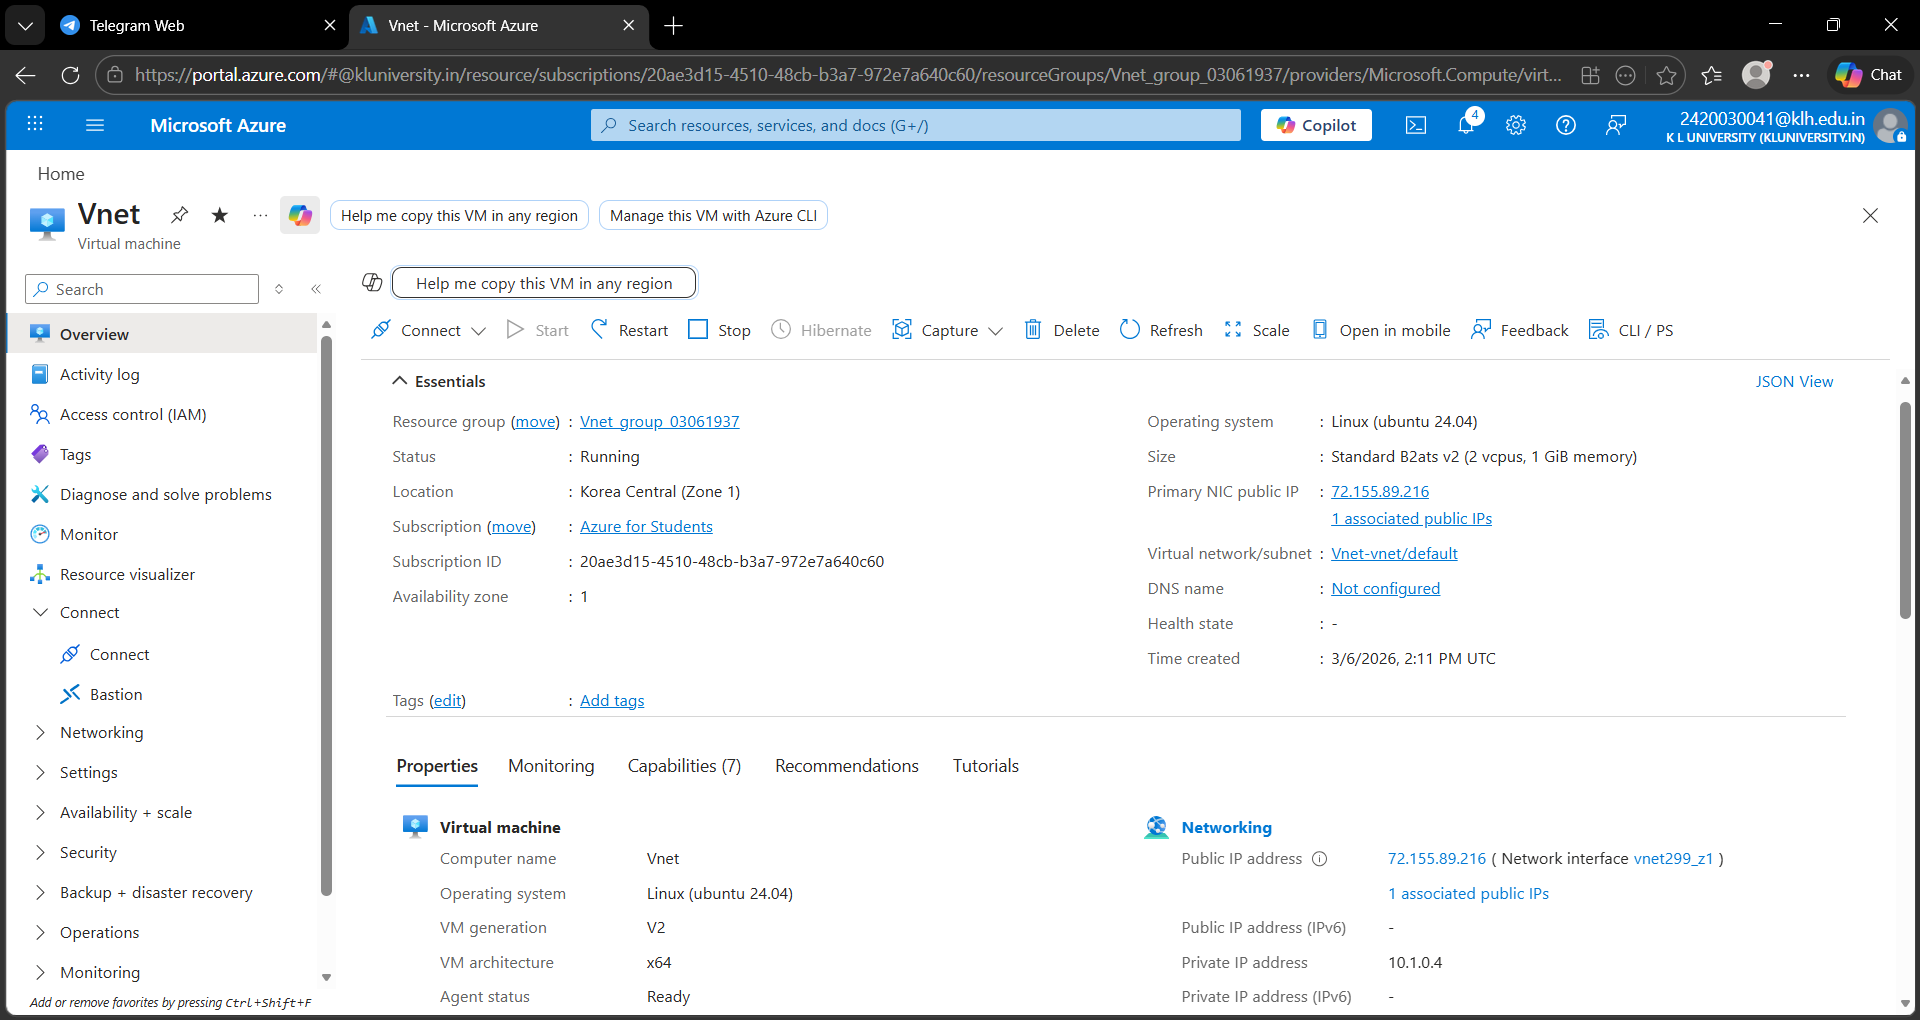 Telegram Web
Vnet - Microsoft Azure
https://portal.azure.com/#@kluniversity.in/resource/subscriptions/20ae3d15-4510-48cb-b3a7-972e7a640c60/resourceGroups/Vnet_group_03061937/providers/Microsoft.Compute/virt...
Chat
Microsoft Azure
Search resources, services, and docs (G+/)
Copilot
4
2420030041@klh.edu.in
K L UNIVERSITY (KLUNIVERSITY.IN)
Home
Vnet
Virtual machine
Help me copy this VM in any region
Manage this VM with Azure CLI
Search
Overview
Activity log
Access control (IAM)
Tags
Diagnose and solve problems
Monitor
Resource visualizer
Connect
Connect
Bastion
Networking
Settings
Availability + scale
Security
Backup + disaster recovery
Operations
Monitoring
Add or remove favorites by pressing Ctrl+Shift+F
Help me copy this VM in any region
Connect
Start
Restart
Stop
Hibernate
Capture
Delete
Refresh
Scale
Open in mobile
Feedback
CLI / PS
Essentials
JSON View
Resource group (move) : Vnet_group_03061937
Status : Running
Location : Korea Central (Zone 1)
Subscription (move) : Azure for Students
Subscription ID : 20ae3d15-4510-48cb-b3a7-972e7a640c60
Availability zone : 1
Operating system : Linux (ubuntu 24.04)
Size : Standard B2ats v2 (2 vcpus, 1 GiB memory)
Primary NIC public IP : 72.155.89.216
1 associated public IPs
Virtual network/subnet : Vnet-vnet/default
DNS name : Not configured
Health state : -
Time created : 3/6/2026, 2:11 PM UTC
Tags (edit) : Add tags
Properties
Monitoring
Capabilities (7)
Recommendations
Tutorials
Virtual machine
Computer name Vnet
Operating system Linux (ubuntu 24.04)
VM generation V2
VM architecture x64
Agent status Ready
Networking
Public IP address 72.155.89.216 ( Network interface vnet299_z1 )
1 associated public IPs
Public IP address (IPv6) -
Private IP address 10.1.0.4
Private IP address (IPv6) -